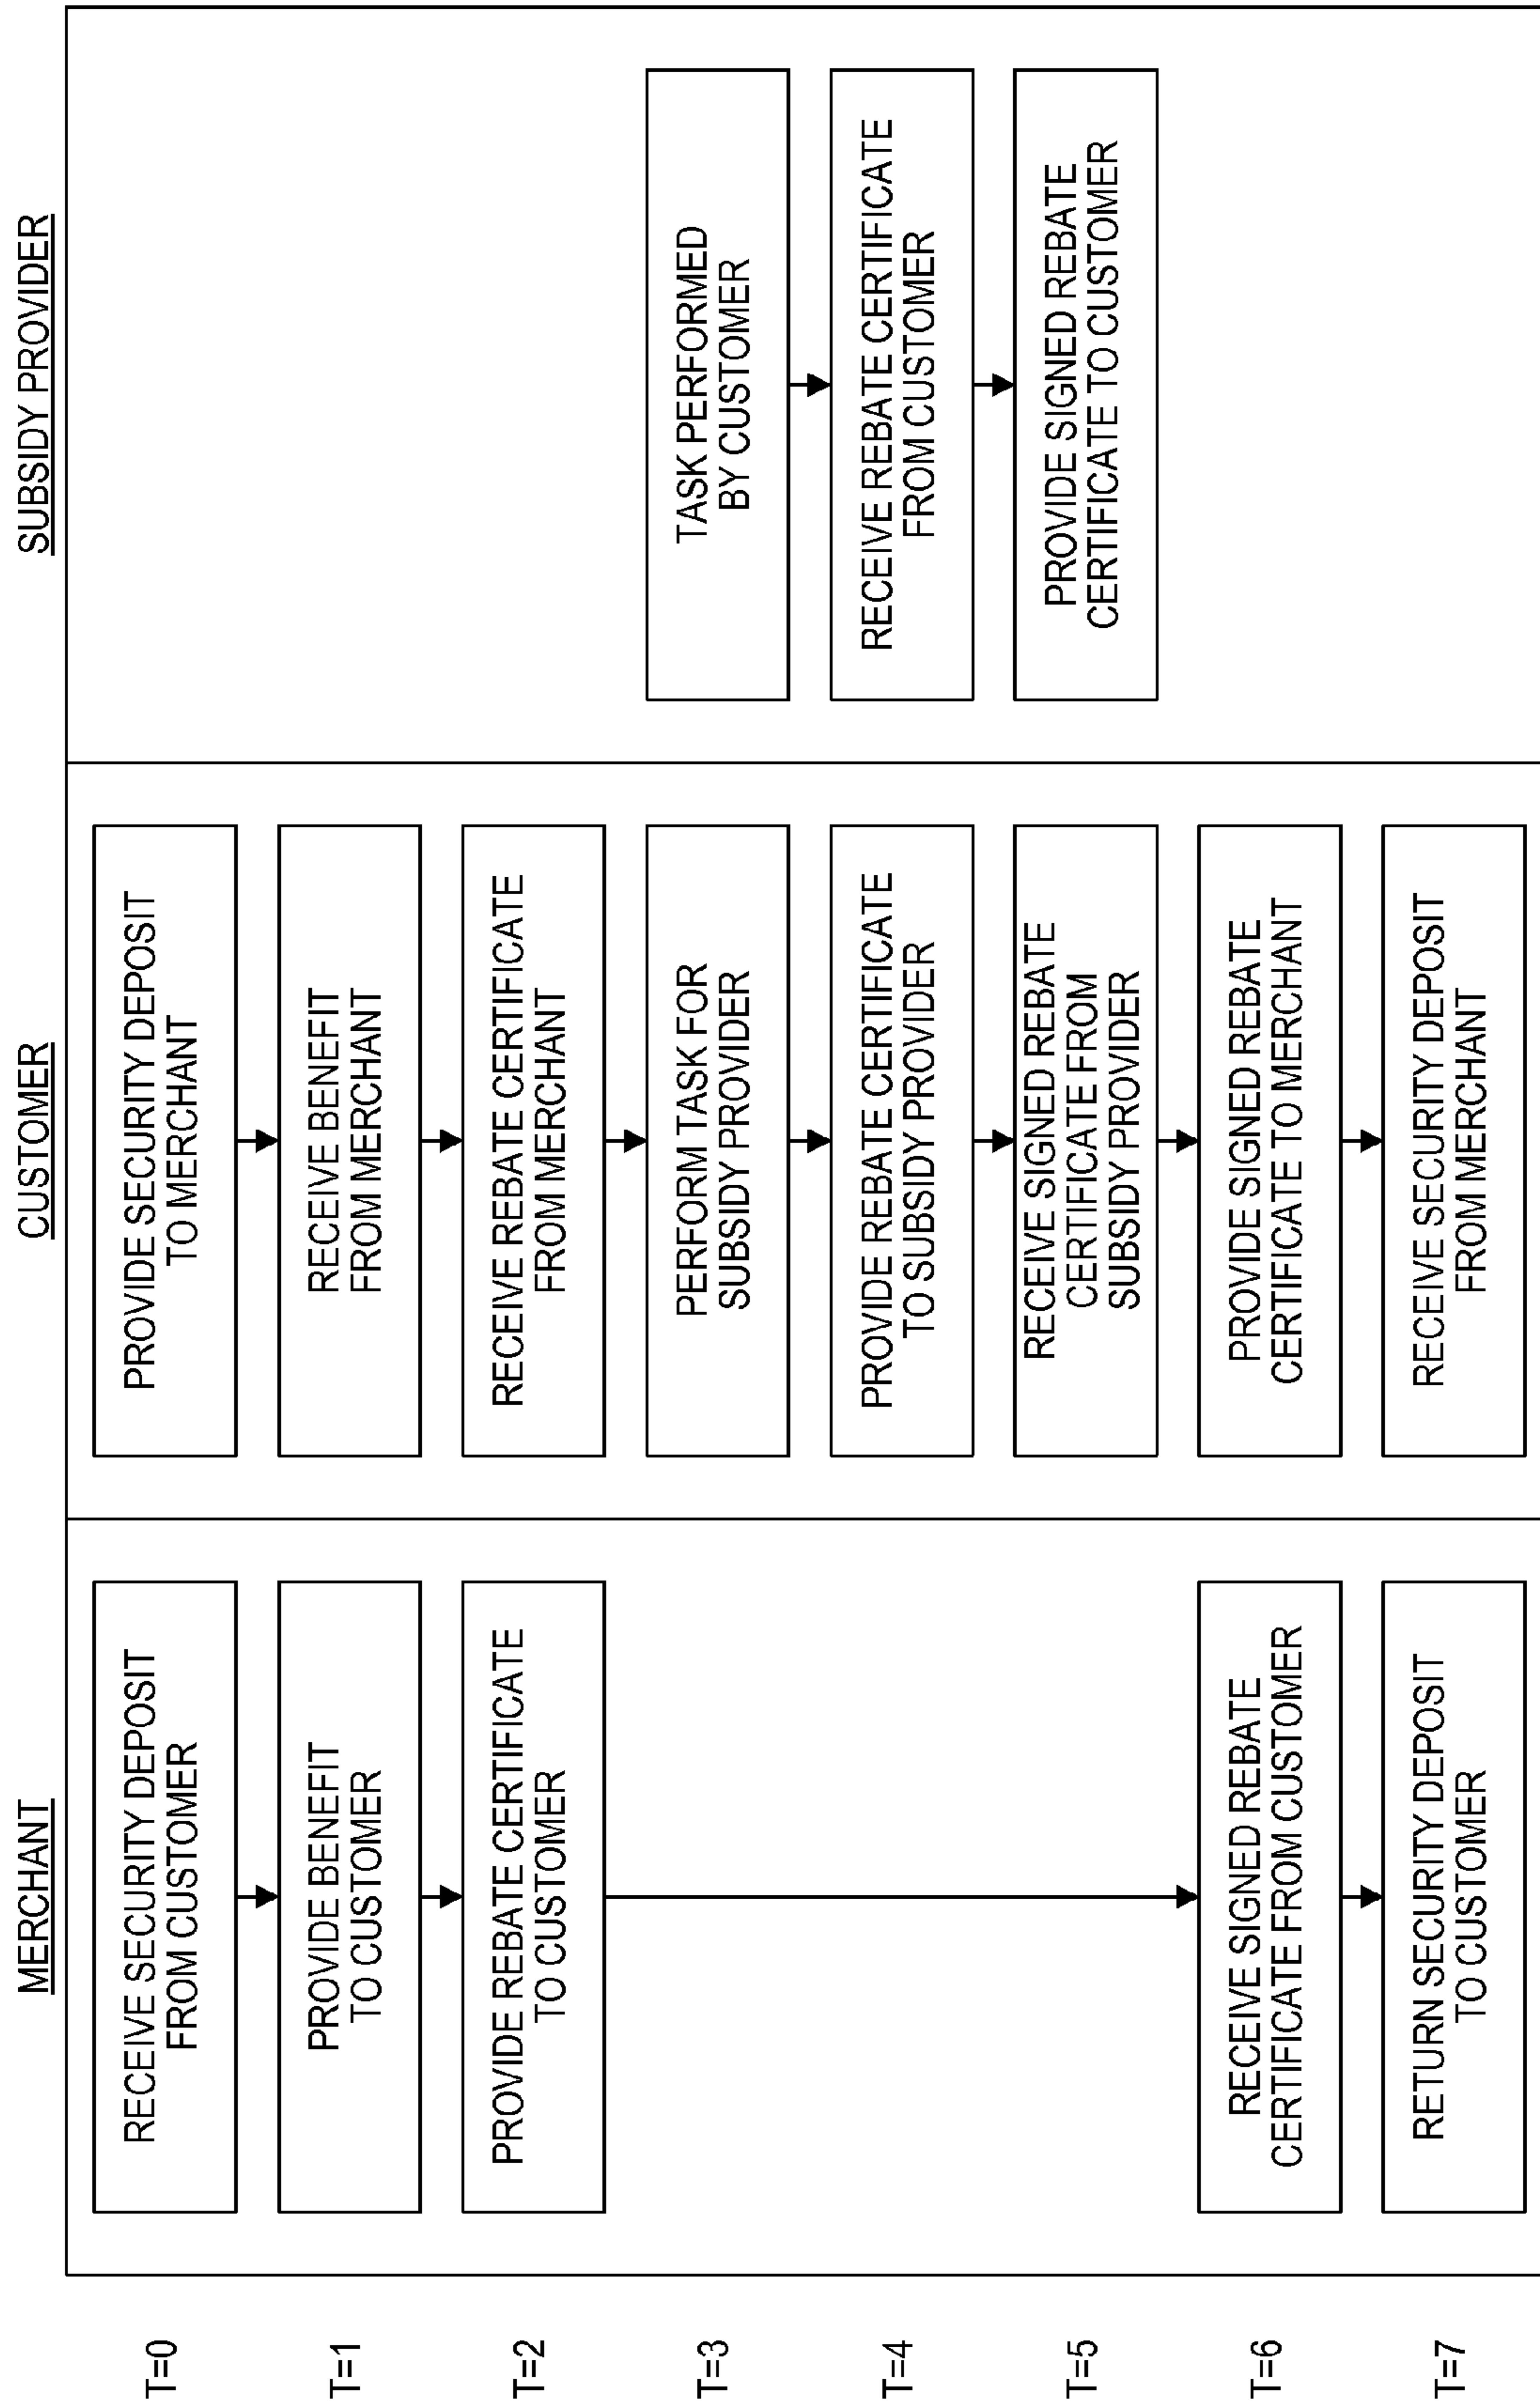 MERCHANT
CUSTOMER
SUBSIDY PROVIDER
T=0
RECEIVE SECURITY DEPOSIT
FROM CUSTOMER
PROVIDE SECURITY DEPOSIT
TO MERCHANT
T=1
PROVIDE BENEFIT
TO CUSTOMER
RECEIVE BENEFIT
FROM MERCHANT
T=2
PROVIDE REBATE CERTIFICATE
TO CUSTOMER
RECEIVE REBATE CERTIFICATE
FROM MERCHANT
T=3
PERFORM TASK FOR
SUBSIDY PROVIDER
TASK PERFORMED
BY CUSTOMER
T=4
PROVIDE REBATE CERTIFICATE
TO SUBSIDY PROVIDER
RECEIVE REBATE CERTIFICATE
FROM CUSTOMER
T=5
RECEIVE SIGNED REBATE
CERTIFICATE FROM
SUBSIDY PROVIDER
PROVIDE SIGNED REBATE
CERTIFICATE TO CUSTOMER
T=6
RECEIVE SIGNED REBATE
CERTIFICATE FROM CUSTOMER
PROVIDE SIGNED REBATE
CERTIFICATE TO MERCHANT
T=7
RETURN SECURITY DEPOSIT
TO CUSTOMER
RECEIVE SECURITY DEPOSIT
FROM MERCHANT